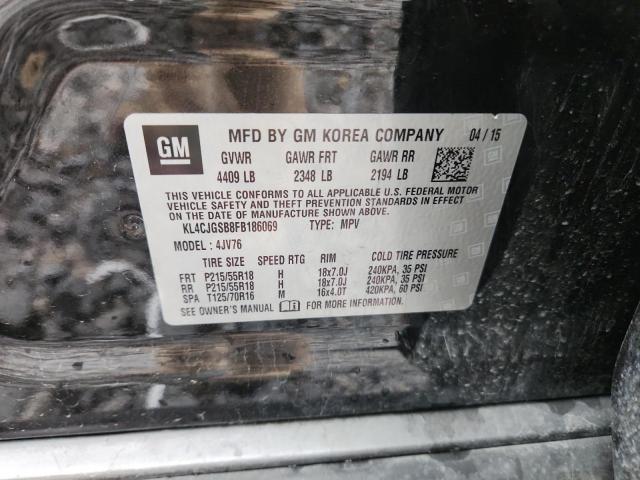 GM MFD BY GM KOREA COMPANY 04 / 15
GVWR GAWR FRT GAWR RR
4409 LB 2348 LB 2194 LB
THIS VEHICLE CONFORMS TO ALL APPLICABLE U.S. FEDERAL MOTOR
VEHICLE SAFETY AND THEFT PREVENTION STANDARDS IN EFFECT
ON THE DATE OF MANUFACTURE SHOWN ABOVE.
KL4CJGSB8FB186069 TYPE: MPV
MODEL : 4JV76
TIRE SIZE SPEED RTG RIM COLD TIRE PRESSURE
FRT P215/55R18 H 18x7.0J 240KPA, 35 PSI
RR P215/55R18 H 18x7.0J 240KPA, 35 PSI
SPA T125/70R16 M 16x4.0T 420KPA, 60 PSI
SEE OWNER'S MANUAL FOR MORE INFORMATION.